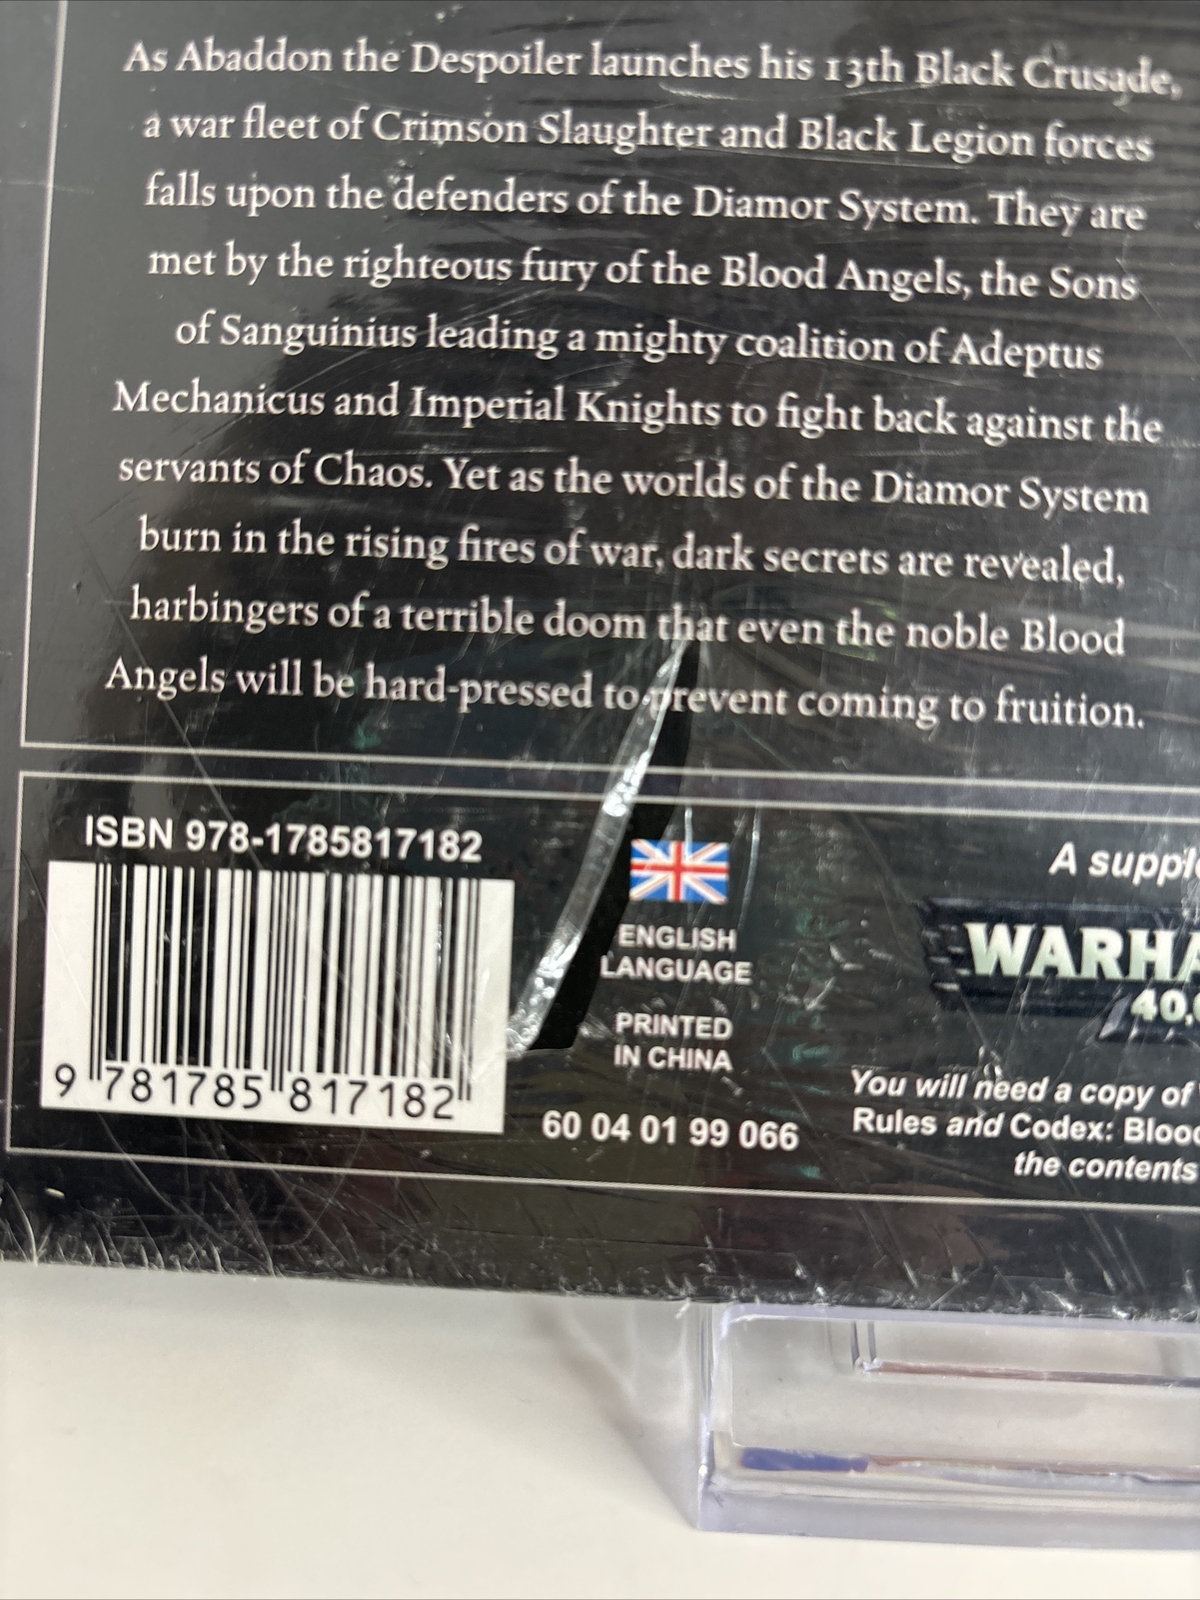 As Abaddon the Despoiler launches his 13th Black Crusade,
a war fleet of Crimson Slaughter and Black Legion forces
falls upon the defenders of the Diamor System. They are
met by the righteous fury of the Blood Angels, the Sons
of Sanguinius leading a mighty coalition of Adeptus
Mechanicus and Imperial Knights to fight back against the
servants of Chaos. Yet as the worlds of the Diamor System
burn in the rising fires of war, dark secrets are revealed,
harbingers of a terrible doom that even the noble Blood
Angels will be hard-pressed to prevent coming to fruition.
ISBN 978-1785817182
9 781785 817182
ENGLISH
LANGUAGE
PRINTED
IN CHINA
60 04 01 99 066
A suppl
WARHA
40,
You will need a copy of
Rules and Codex: Bloo
the contents